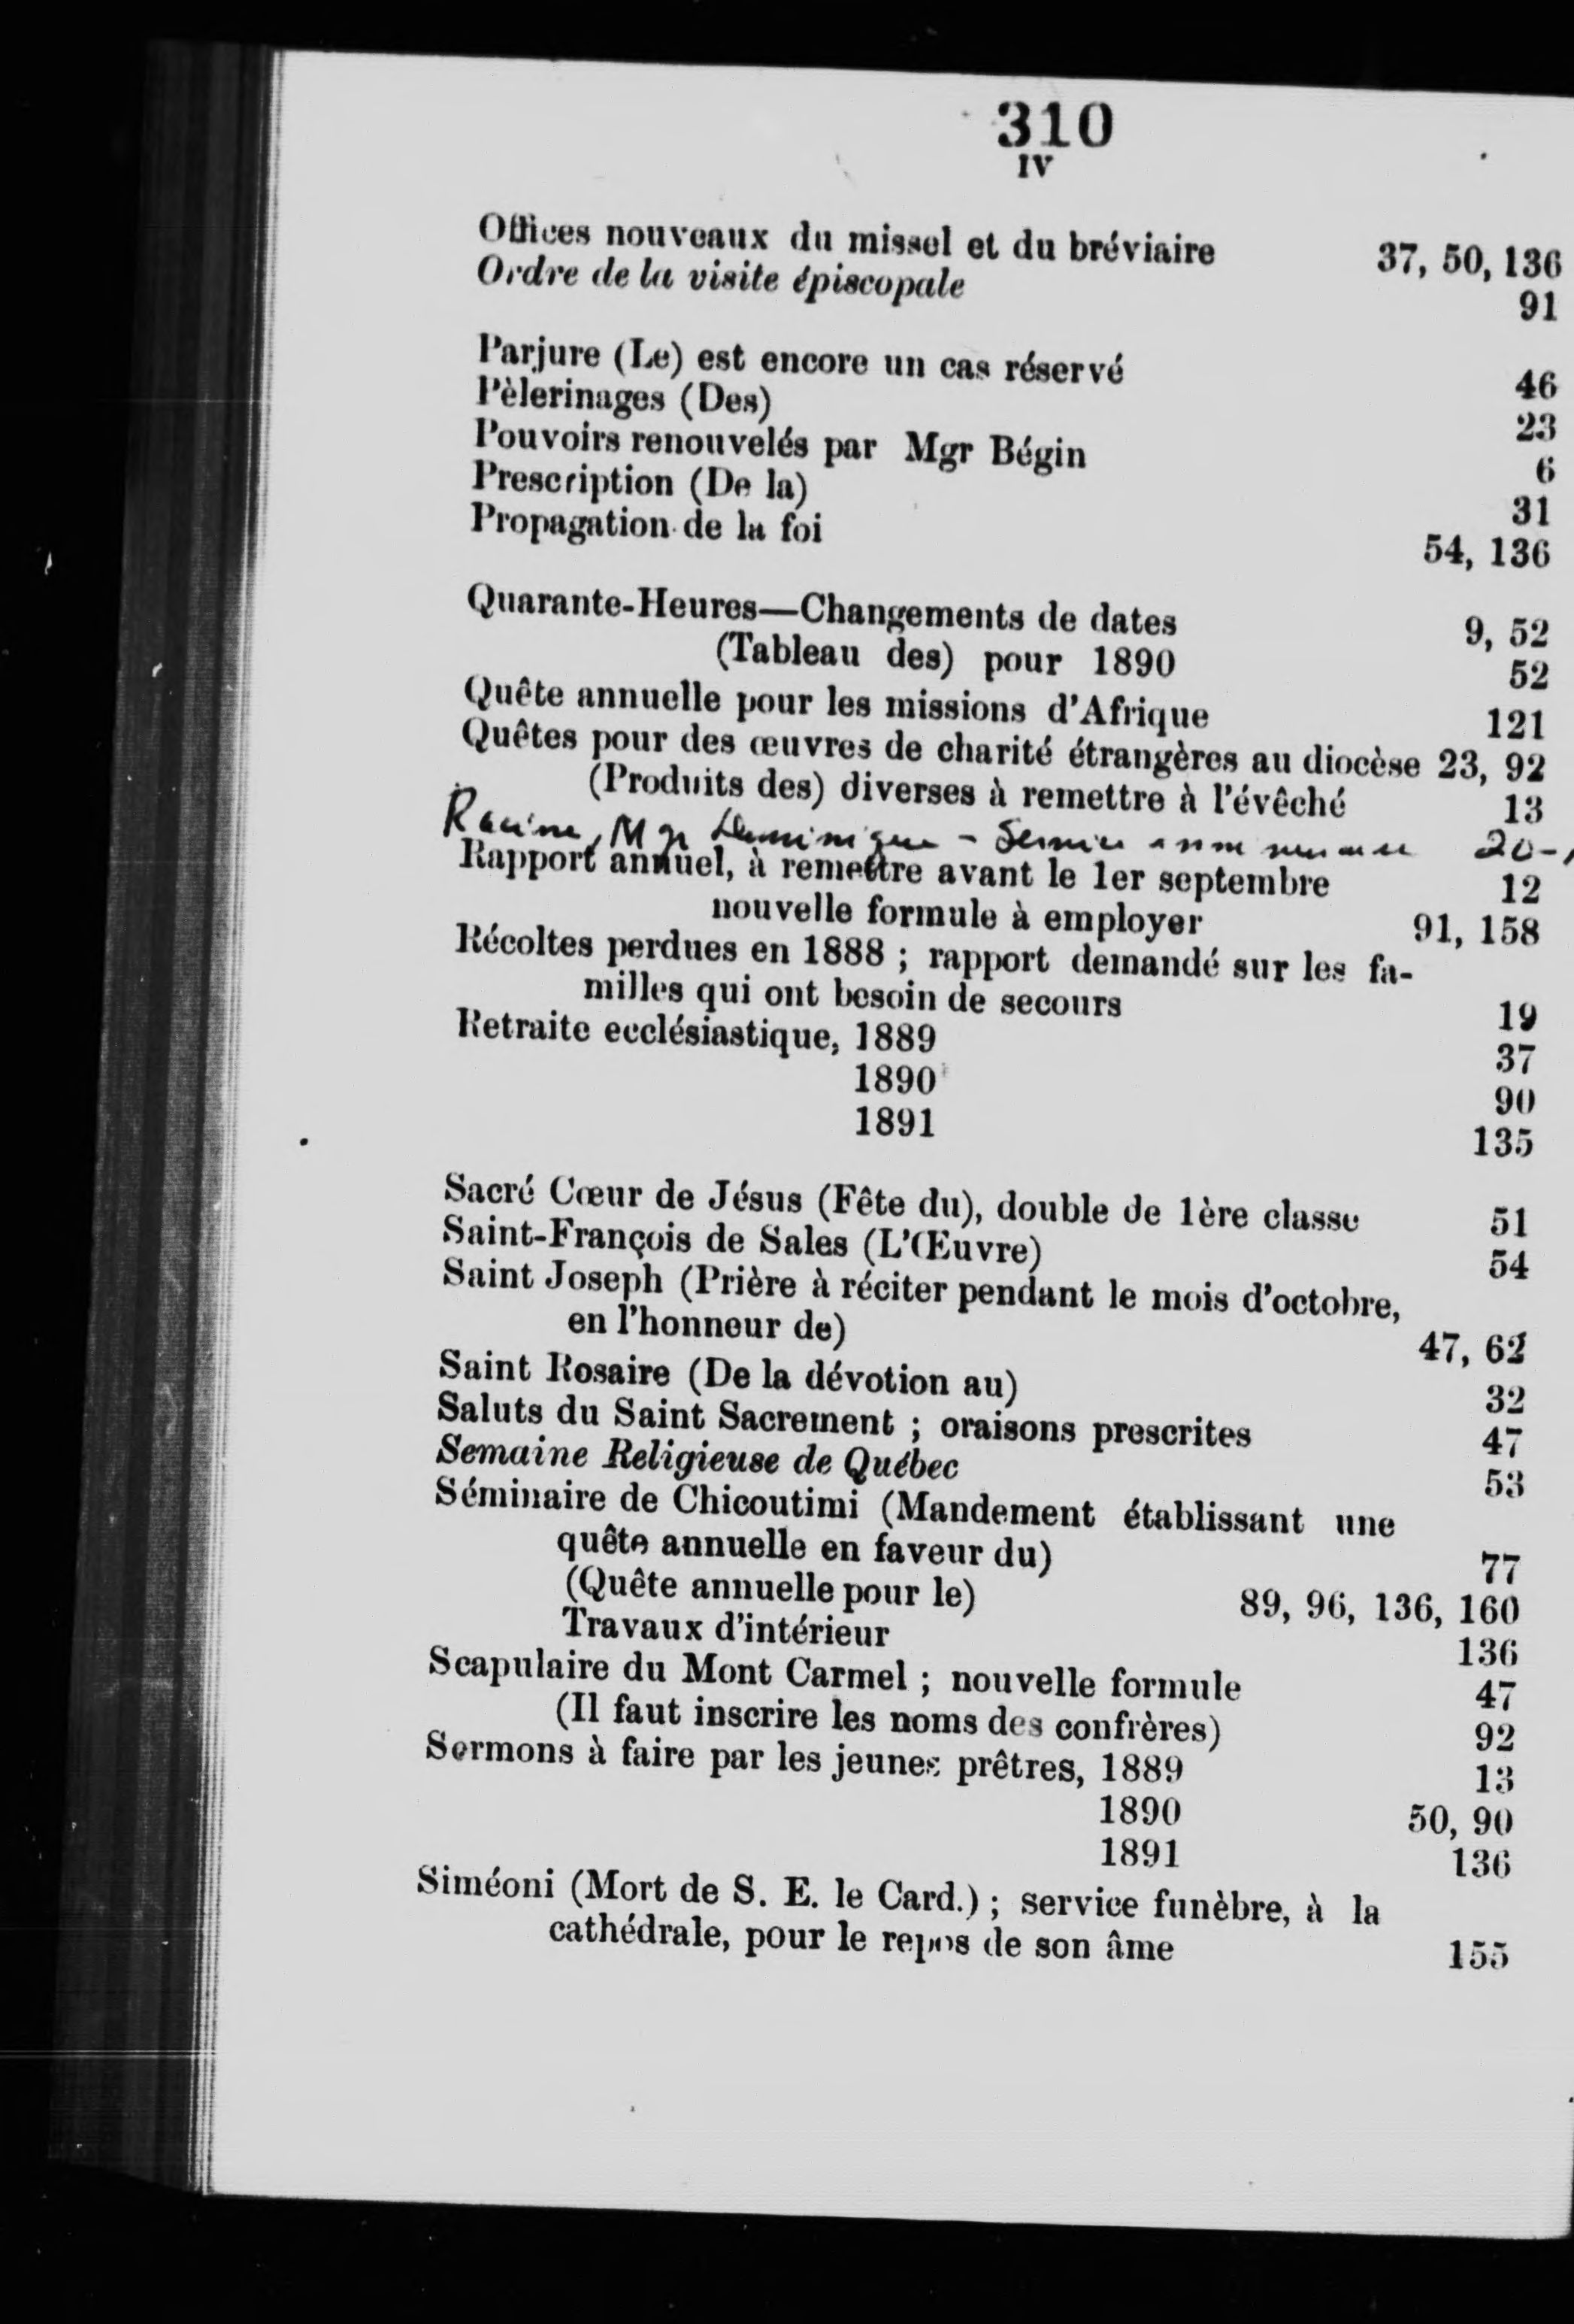 310
IV
Offices nouveaux du missel et du bréviaire 37, 50, 136
Ordre de la visite épiscopale 91
Parjure (Le) est encore un cas réservé 46
Pèlerinages (Des) 23
Pouvoirs renouvelés par Mgr Bégin 6
Prescription (De la) 31
Propagation de la foi 54, 136
Quarante-Heures—Changements de dates 9, 52
(Tableau des) pour 1890 52
Quête annuelle pour les missions d'Afrique 121
Quêtes pour des œuvres de charité étrangères au diocèse 23, 92
(Produits des) diverses à remettre à l'évêché 13
Racine, Mgr Dominique - Service 20-
Rapport annuel, à remettre avant le 1er septembre 12
nouvelle formule à employer 91, 158
Récoltes perdues en 1888 ; rapport demandé sur les fa-
milles qui ont besoin de secours 19
Retraite ecclésiastique, 1889 37
1890 90
1891 135
Sacré Cœur de Jésus (Fête du), double de 1ère classe 51
Saint-François de Sales (L'Œuvre) 54
Saint Joseph (Prière à réciter pendant le mois d'octobre,
en l'honneur de) 47, 62
Saint Rosaire (De la dévotion au) 32
Saluts du Saint Sacrement ; oraisons prescrites 47
Semaine Religieuse de Québec 53
Séminaire de Chicoutimi (Mandement établissant une
quête annuelle en faveur du) 77
(Quête annuelle pour le) 89, 96, 136, 160
Travaux d'intérieur 136
Scapulaire du Mont Carmel ; nouvelle formule 47
(Il faut inscrire les noms des confrères) 92
Sermons à faire par les jeunes prêtres, 1889 13
1890 50, 90
1891 136
Siméoni (Mort de S. E. le Card.) ; service funèbre, à la
cathédrale, pour le repos de son âme 155